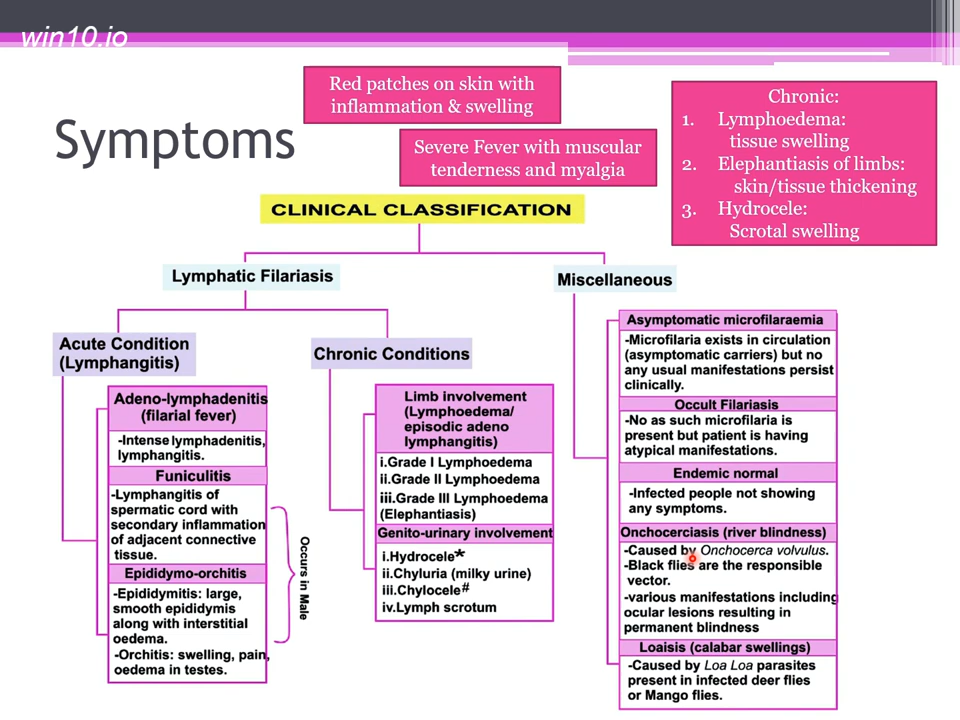 win10.io
Symptoms
Red patches on skin with
inflammation & swelling
Severe Fever with muscular
tenderness and myalgia
Chronic:
1. Lymphoedema:
tissue swelling
2. Elephantiasis of limbs:
skin/tissue thickening
3. Hydrocele:
Scrotal swelling
CLINICAL CLASSIFICATION
Lymphatic Filariasis
Miscellaneous
Acute Condition
(Lymphangitis)
Adeno-lymphadenitis
(filarial fever)
-Intense lymphadenitis,
lymphangitis.
Funiculitis
-Lymphangitis of
spermatic cord with
secondary inflammation
of adjacent connective
tissue.
Epididymo-orchitis
-Epididymitis: large,
smooth epididymis
along with interstitial
oedema.
-Orchitis: swelling, pain,
oedema in testes.
Occurs in Male
Chronic Conditions
Limb involvement
(Lymphoedema/
episodic adeno
lymphangitis)
i.Grade I Lymphoedema
ii.Grade II Lymphoedema
iii.Grade III Lymphoedema
(Elephantiasis)
Genito-urinary involvement
i.Hydrocele*
ii.Chyluria (milky urine)
iii.Chylocele#
iv.Lymph scrotum
Asymptomatic microfilaraemia
-Microfilaria exists in circulation
(asymptomatic carriers) but no
any usual manifestations persist
clinically.
Occult Filariasis
-No as such microfilaria is
present but patient is having
atypical manifestations.
Endemic normal
-Infected people not showing
any symptoms.
Onchocerciasis (river blindness)
-Caused by Onchocerca volvulus.
-Black flies are the responsible
vector.
-various manifestations including
ocular lesions resulting in
permanent blindness
Loaisis (calabar swellings)
-Caused by Loa Loa parasites
present in infected deer flies
or Mango flies.